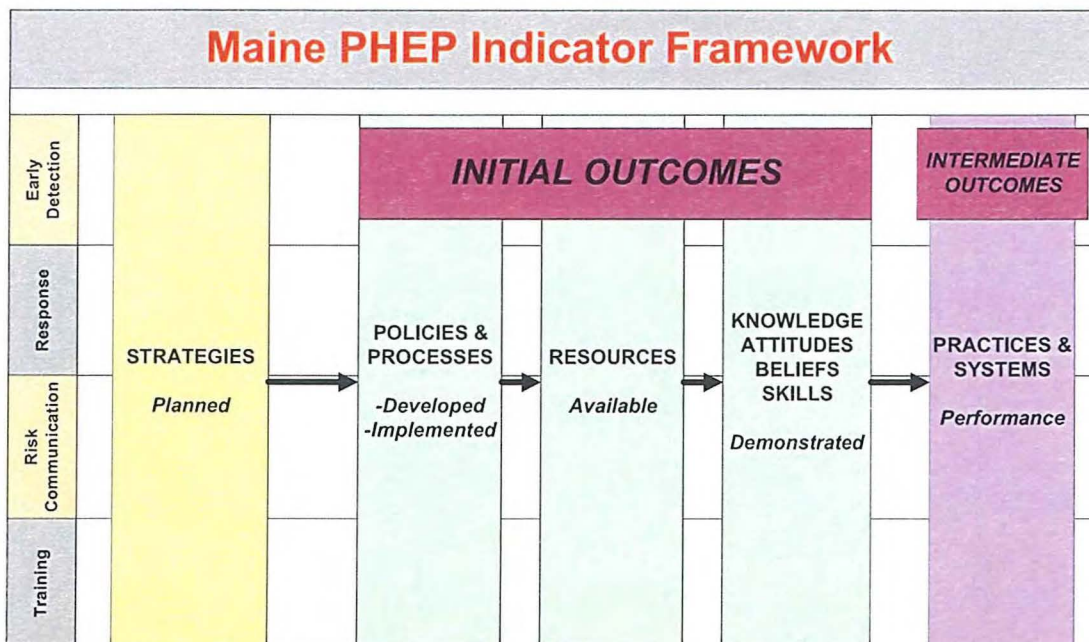 Maine PHEP Indicator Framework
Early
Detection
Response
Risk
Communication
Training
INITIAL OUTCOMES
INTERMEDIATE
OUTCOMES
STRATEGIES
Planned
POLICIES &
PROCESSES
-Developed
-Implemented
RESOURCES
Available
KNOWLEDGE
ATTITUDES
BELIEFS
SKILLS
Demonstrated
PRACTICES &
SYSTEMS
Performance